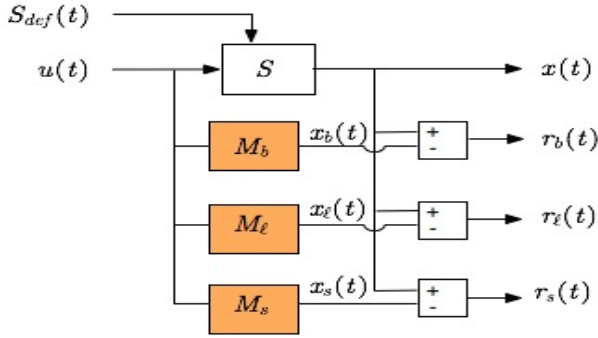 S_def(t)
u(t) S x(t)
M_b x_b(t) + - r_b(t)
M_ℓ x_ℓ(t) + - r_ℓ(t)
M_s x_s(t) + - r_s(t)